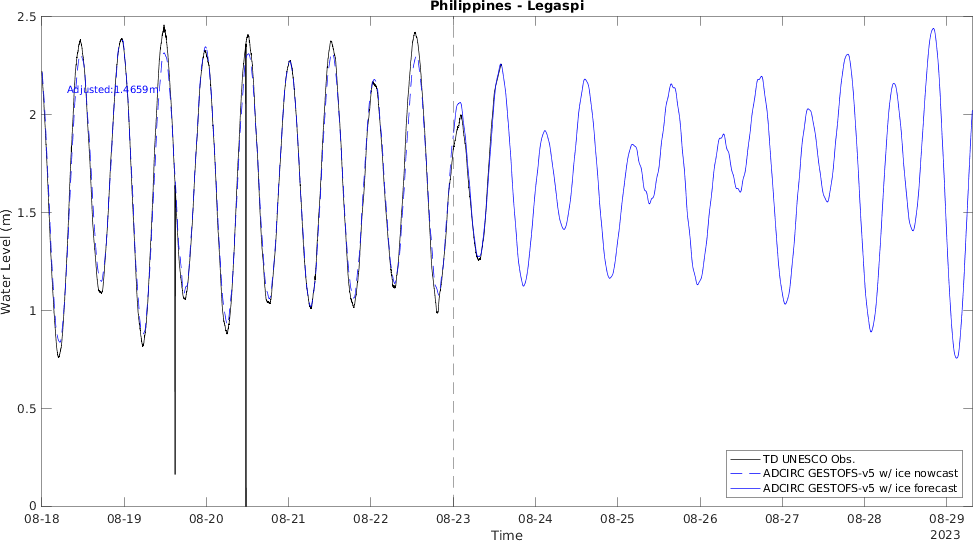 Philippines - Legaspi
2.5
Adjusted:1.4659m
2
1.5
Water Level (m)
1
0.5
TD UNESCO Obs.
ADCIRC GESTOFS-v5 w/ ice nowcast
ADCIRC GESTOFS-v5 w/ ice forecast
0
08-18 08-19 08-20 08-21 08-22 08-23 08-24 08-25 08-26 08-27 08-28 08-29
2023
Time